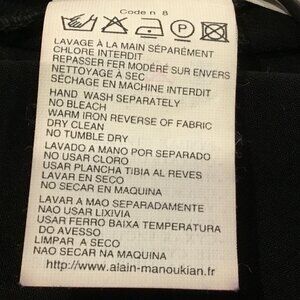 Code n 8
LAVAGE À LA MAIN SÉPARÉMENT
CHLORE INTERDIT
REPASSER FER MODÉRÉ SUR ENVERS
NETTOYAGE À SEC
SÉCHAGE EN MACHINE INTERDIT
HAND WASH SEPARATELY
NO BLEACH
WARM IRON REVERSE OF FABRIC
DRY CLEAN
NO TUMBLE DRY
LAVADO A MANO POR SEPARADO
NO USAR CLORO
USAR PLANCHA TIBIA AL REVES
LAVAR EN SECO
NO SECAR EN MAQUINA
LAVAR A MAO SEPARADAMENTE
NAO USAR LIXIVIA
USAR FERRO BAIXA TEMPERATURA
DO AVESSO
LIMPAR A SECO
NAO SECAR NA MAQUINA
http://www.alain-manoukian.fr